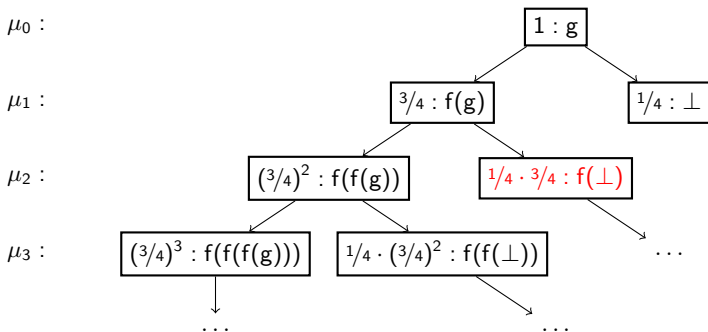 μ₀ : 1 : g
μ₁ : ³/₄ : f(g) ¹/₄ : ⊥
μ₂ : (³/₄)² : f(f(g)) ¹/₄ · ³/₄ : f(⊥)
μ₃ : (³/₄)³ : f(f(f(g))) ¹/₄ · (³/₄)² : f(f(⊥)) ...
... ...